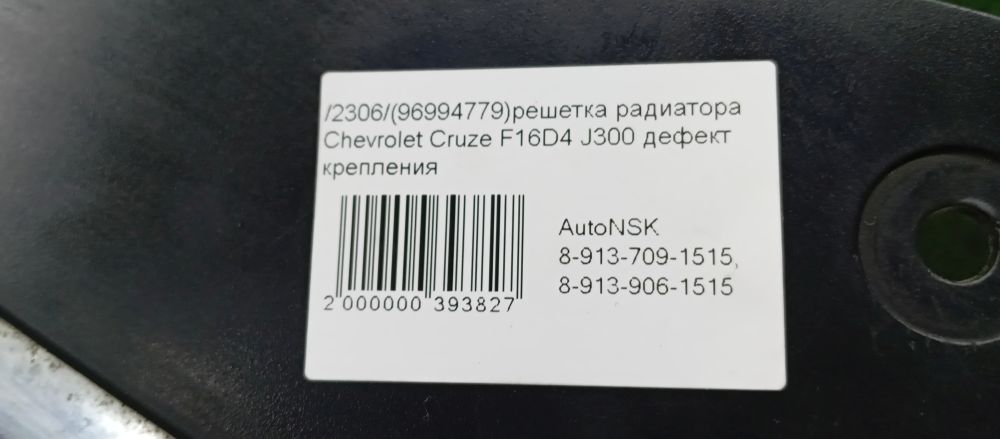 /2306/(96994779)решетка радиатора
Chevrolet Cruze F16D4 J300 дефект
крепления
AutoNSK
8-913-709-1515,
8-913-906-1515
2 000000 393827